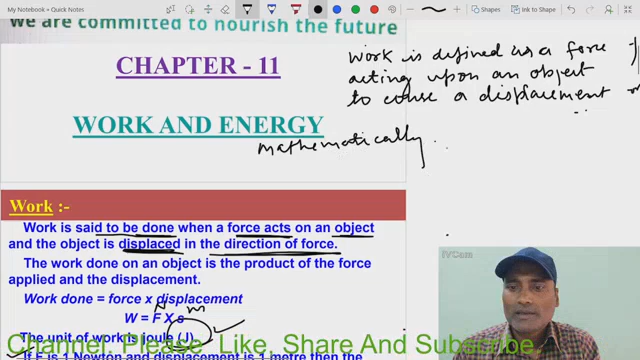 My Notebook » Quick Notes
Shapes
Ink to Shape
we are committed to nourish the future
CHAPTER - 11
WORK AND ENERGY
Work is defined as a force
acting upon an object
to cause a displacement
mathematically
Work :-
Work is said to be done when a force acts on an object
and the object is displaced in the direction of force.
The work done on an object is the product of the force
applied and the displacement.
Work done = force x displacement
N m
W = F X s
The unit of work is joule (J).
If F is 1 Newton and displacement is 1 metre then the
IVCam
Channel, Please, Like, Share And Subscribe